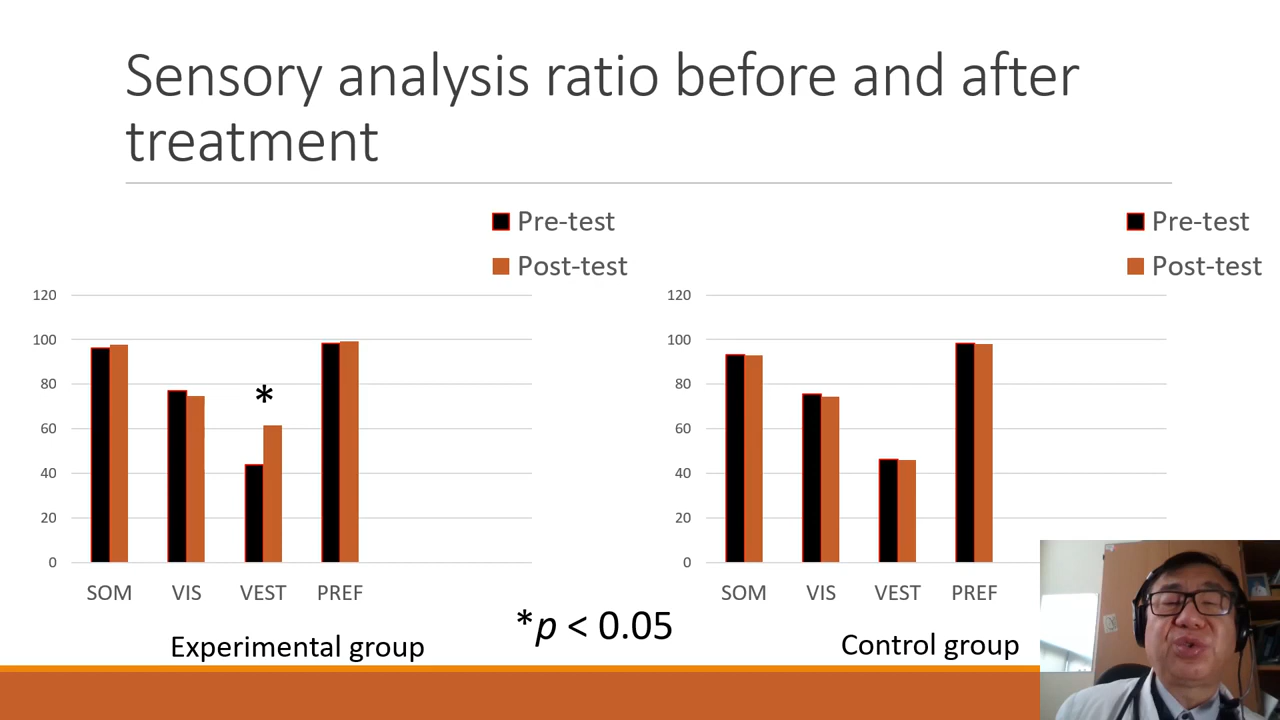 Sensory analysis ratio before and after
treatment
Pre-test
Post-test
120
100
80
60
40
20
0
*
SOM VIS VEST PREF
Experimental group
*p < 0.05
Pre-test
Post-test
120
100
80
60
40
20
0
SOM VIS VEST PREF
Control group